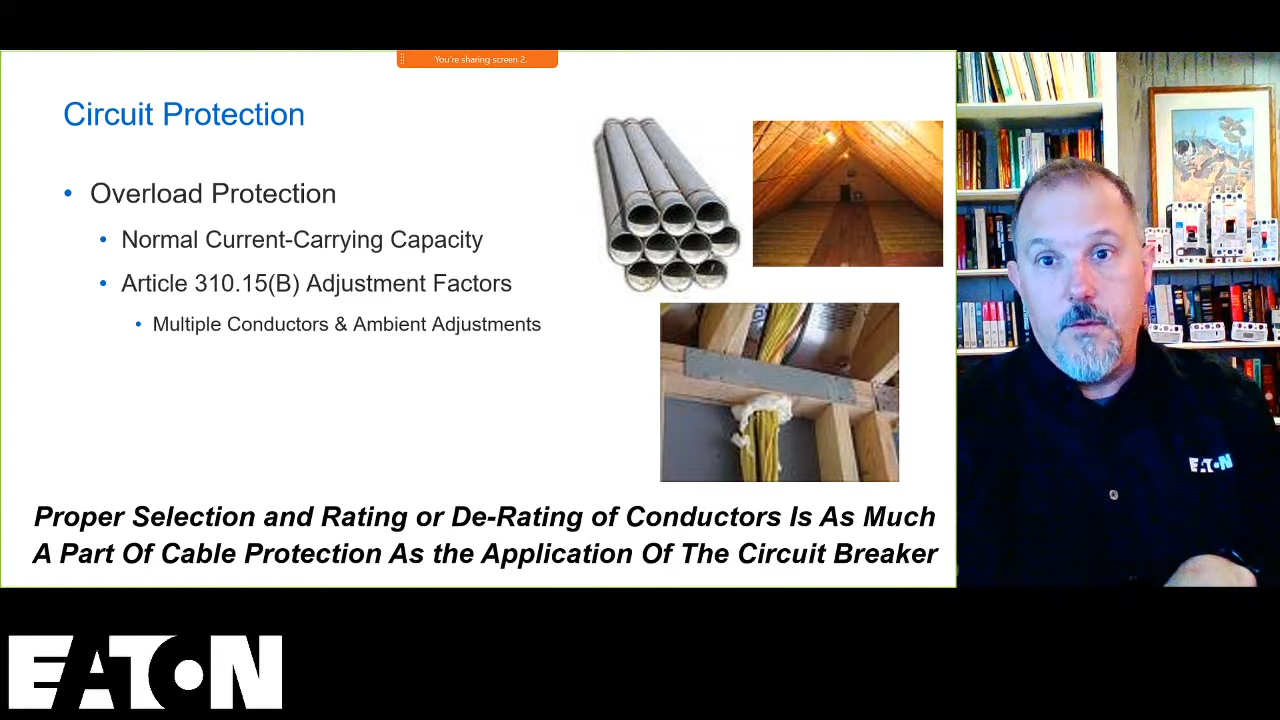 You're sharing screen 2.
Circuit Protection
• Overload Protection
• Normal Current-Carrying Capacity
• Article 310.15(B) Adjustment Factors
• Multiple Conductors & Ambient Adjustments
Proper Selection and Rating or De-Rating of Conductors Is As Much
A Part Of Cable Protection As the Application Of The Circuit Breaker
EATON
EATON